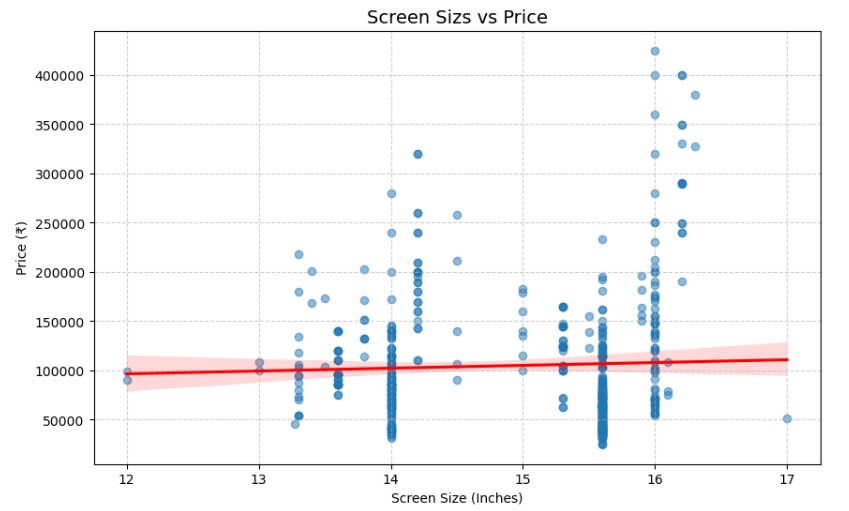 Screen Sizs vs Price
400000
350000
300000
250000
200000
150000
100000
50000
Price (₹)
12 13 14 15 16 17
Screen Size (Inches)